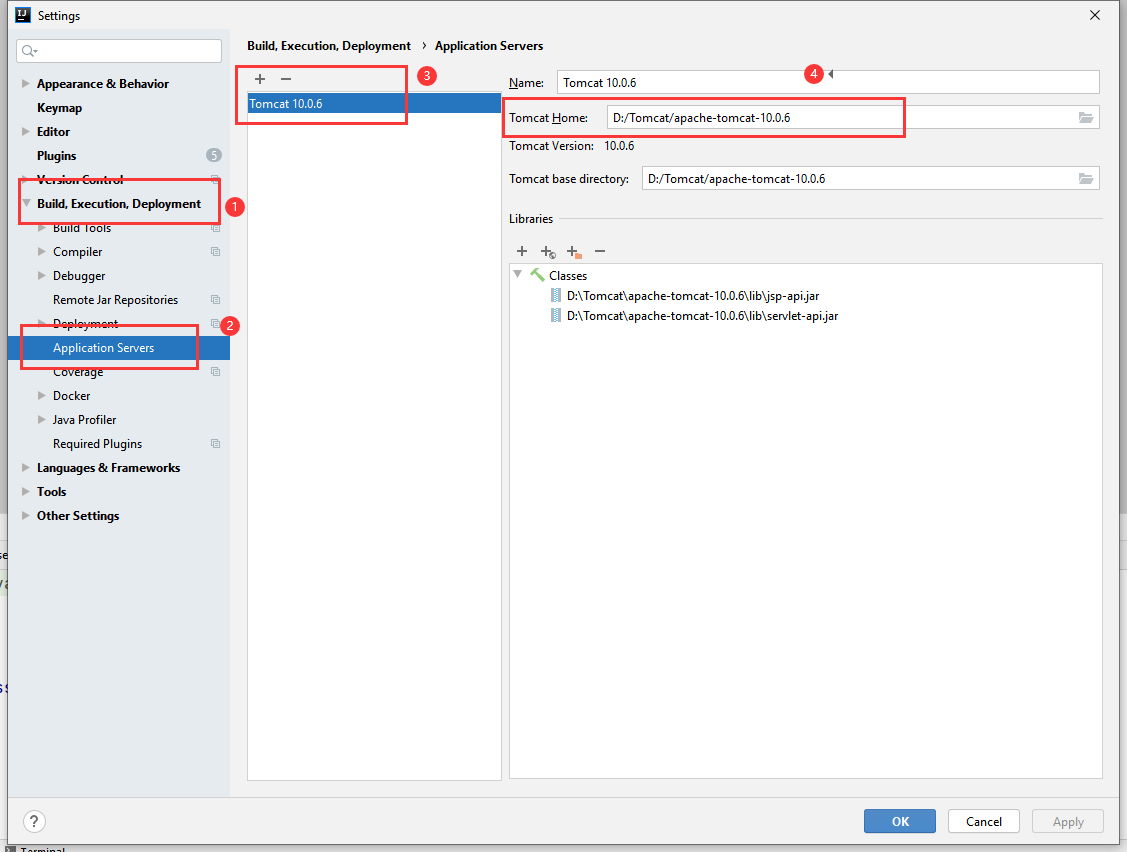 Settings
Build, Execution, Deployment › Application Servers
Appearance & Behavior
Keymap
Editor
Plugins 5
Version Control
Build, Execution, Deployment 1
Build Tools
Compiler
Debugger
Remote Jar Repositories
Deployment
2
Application Servers
Coverage
Docker
Java Profiler
Required Plugins
Languages & Frameworks
Tools
Other Settings
3
Tomcat 10.0.6
4
Name: Tomcat 10.0.6
Tomcat Home: D:/Tomcat/apache-tomcat-10.0.6
Tomcat Version: 10.0.6
Tomcat base directory: D:/Tomcat/apache-tomcat-10.0.6
Libraries
Classes
D:\Tomcat\apache-tomcat-10.0.6\lib\jsp-api.jar
D:\Tomcat\apache-tomcat-10.0.6\lib\servlet-api.jar
? OK Cancel Apply
Terminal